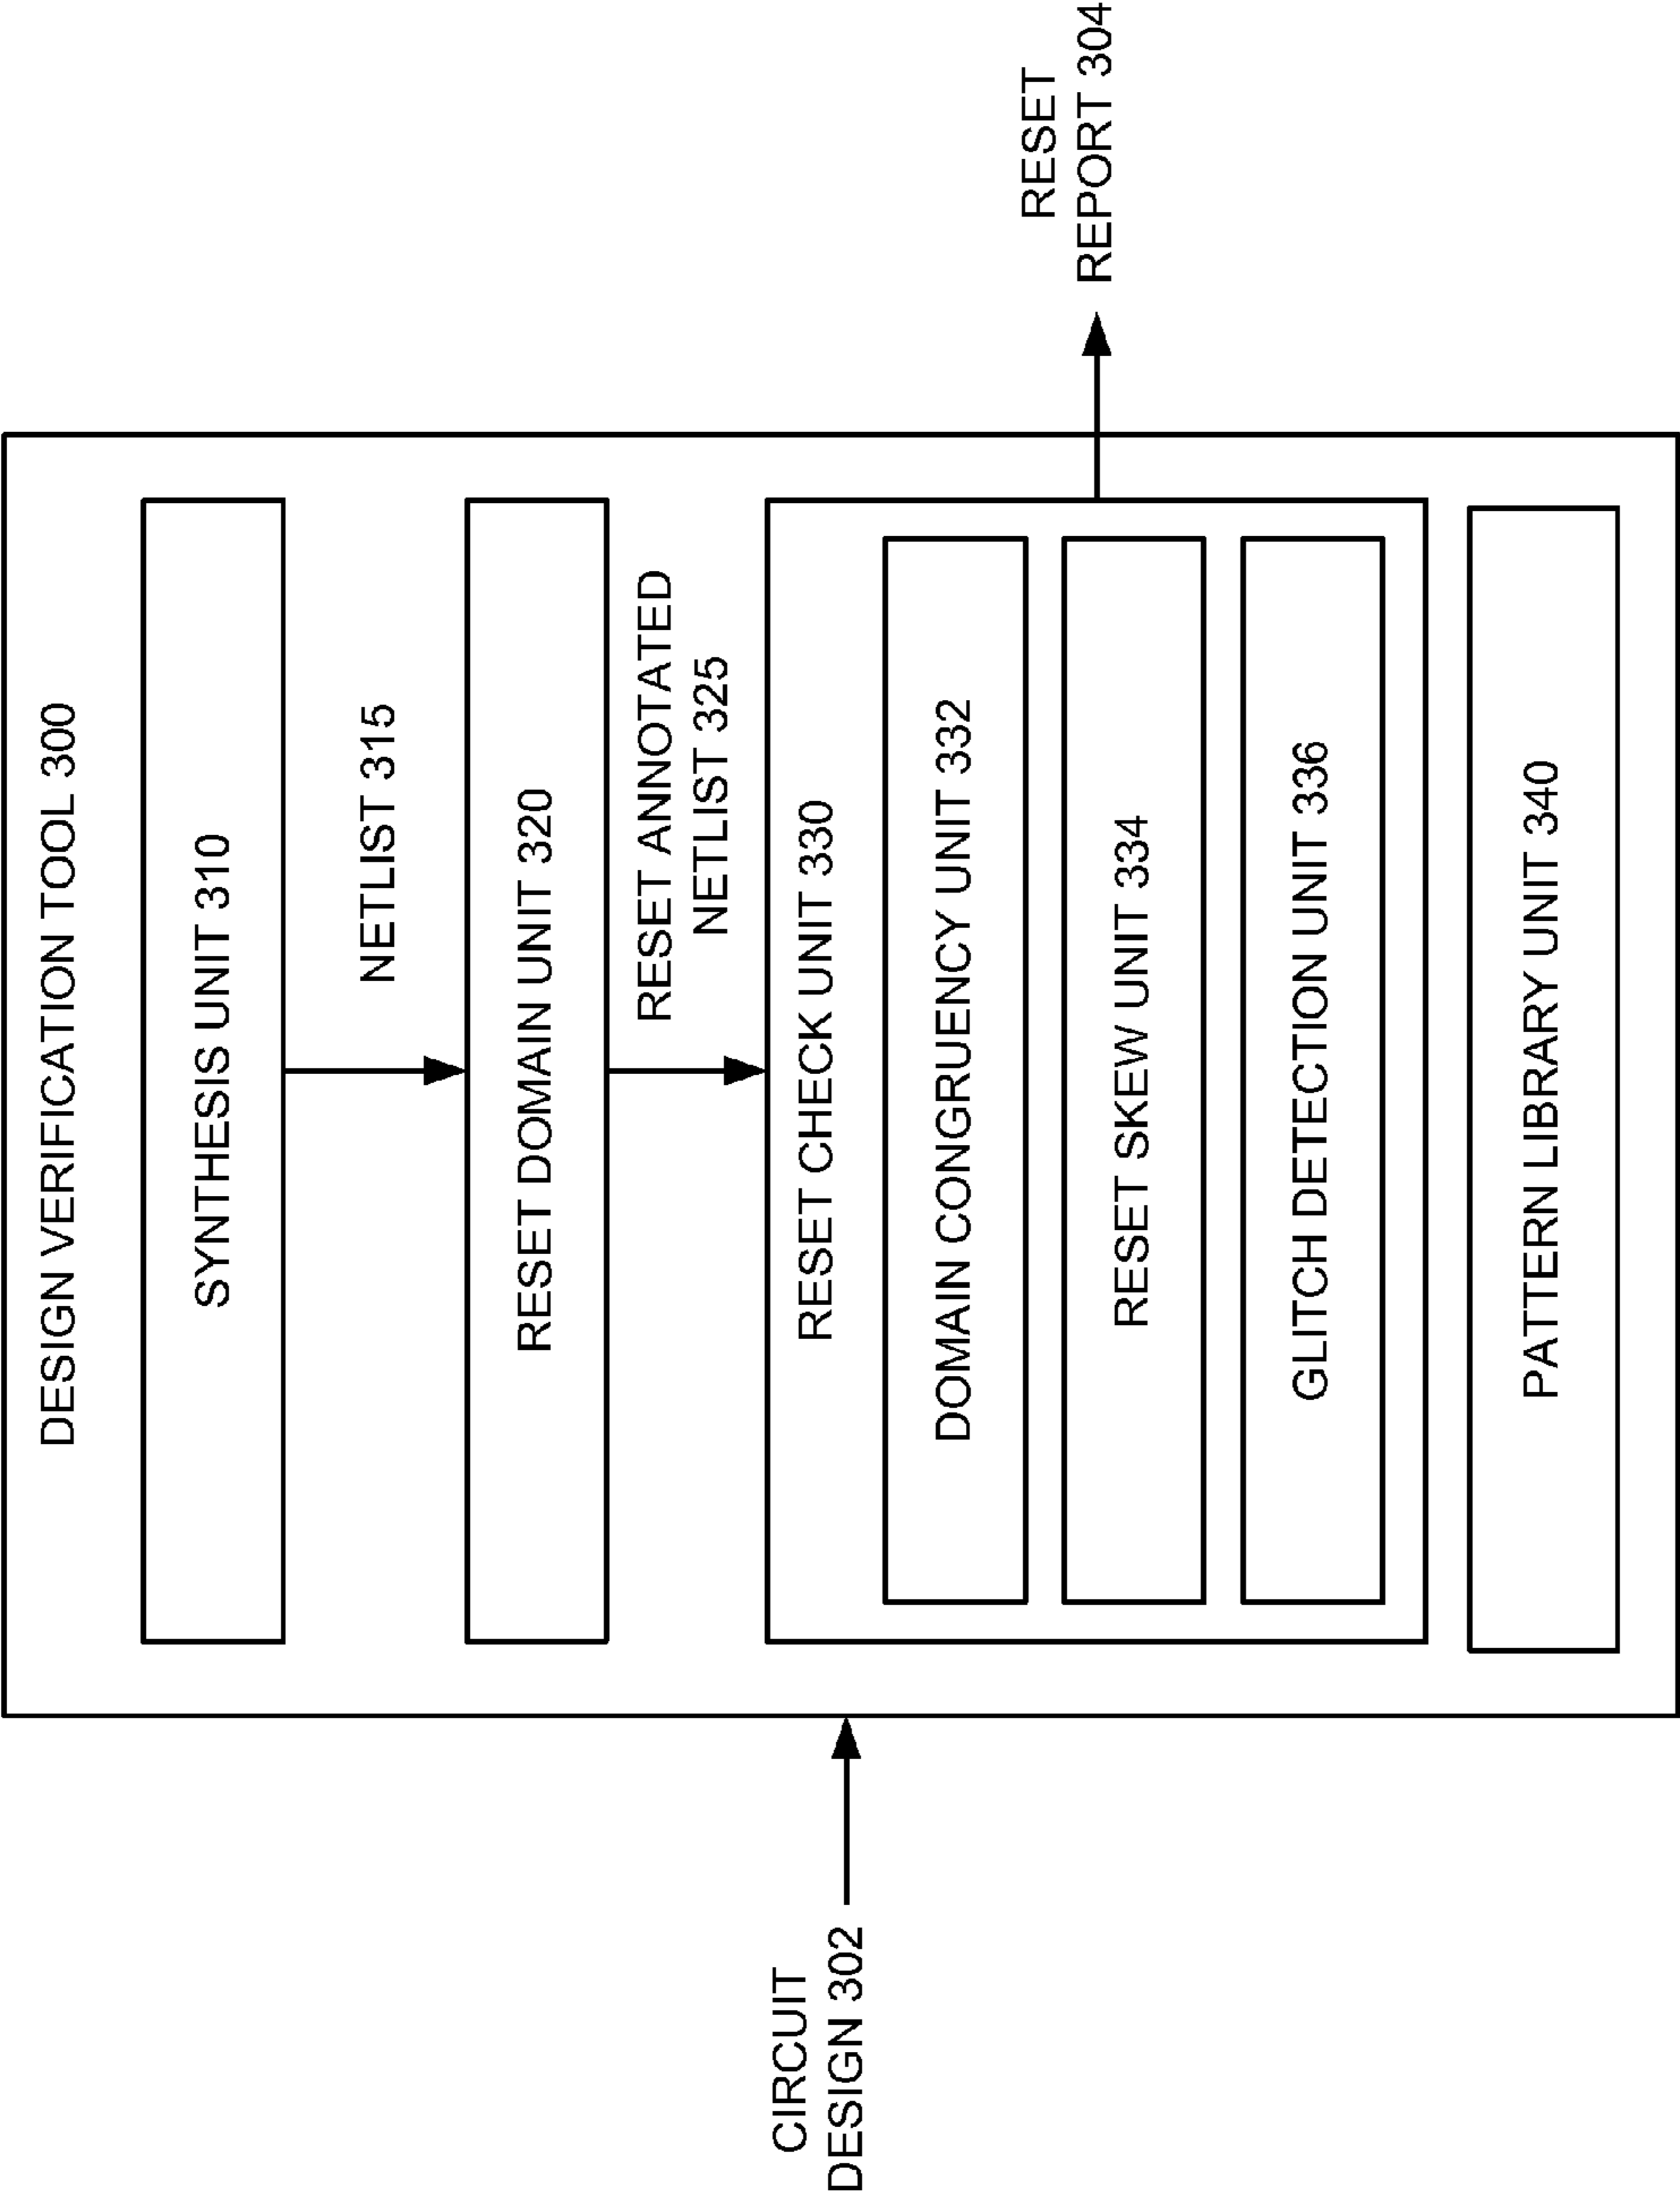 DESIGN VERIFICATION TOOL 300
SYNTHESIS UNIT 310
NETLIST 315
RESET DOMAIN UNIT 320
RESET ANNOTATED
NETLIST 325
CIRCUIT
DESIGN 302
RESET CHECK UNIT 330
DOMAIN CONGRUENCY UNIT 332
RESET SKEW UNIT 334
GLITCH DETECTION UNIT 336
RESET
REPORT 304
PATTERN LIBRARY UNIT 340